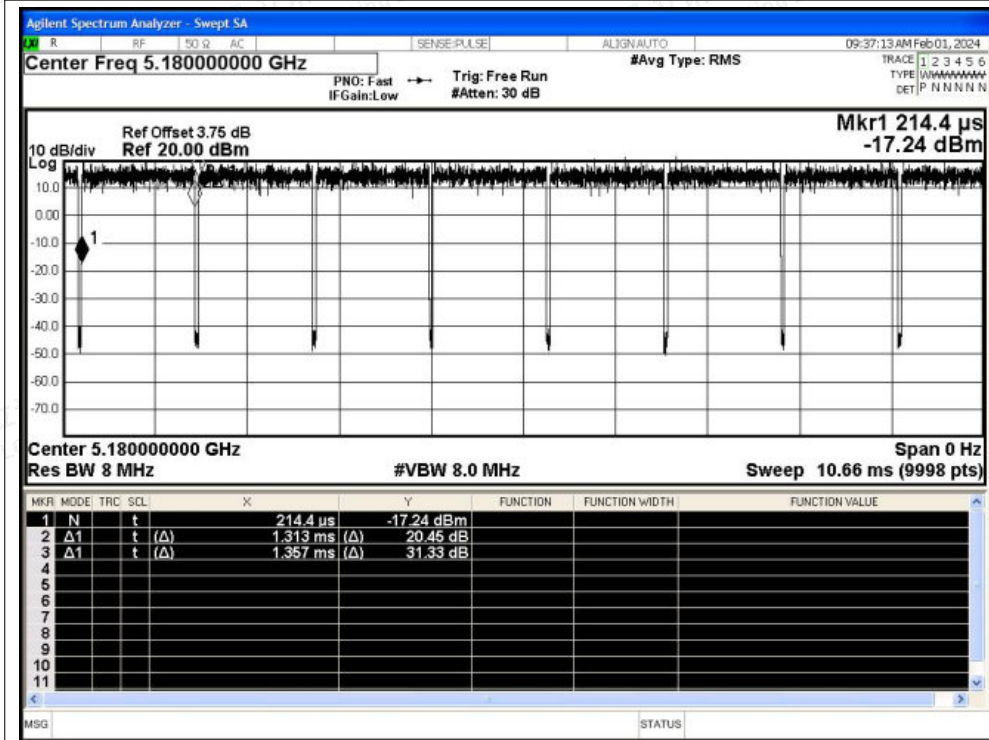 Agilent Spectrum Analyzer - Swept SA
LXI R RF 50 Ω AC SENSE:PULSE ALIGN AUTO 09:37:13 AM Feb 01, 2024
Center Freq 5.180000000 GHz #Avg Type: RMS TRACE 1 2 3 4 5 6
PNO: Fast Trig: Free Run TYPE WWWWWW
IFGain:Low #Atten: 30 dB DET P N N N N N
Mkr1 214.4 µs
Ref Offset 3.75 dB
10 dB/div Ref 20.00 dBm -17.24 dBm
Log
10.0
0.00
-10.0 1
-20.0
-30.0
-40.0
-50.0
-60.0
-70.0
Center 5.180000000 GHz Span 0 Hz
Res BW 8 MHz #VBW 8.0 MHz Sweep 10.66 ms (9998 pts)
MKR MODE TRC SCL X Y FUNCTION FUNCTION WIDTH FUNCTION VALUE
1 N t 214.4 µs -17.24 dBm
2 Δ1 t (Δ) 1.313 ms (Δ) 20.45 dB
3 Δ1 t (Δ) 1.357 ms (Δ) 31.33 dB
4
5
6
7
8
9
10
11
MSG STATUS